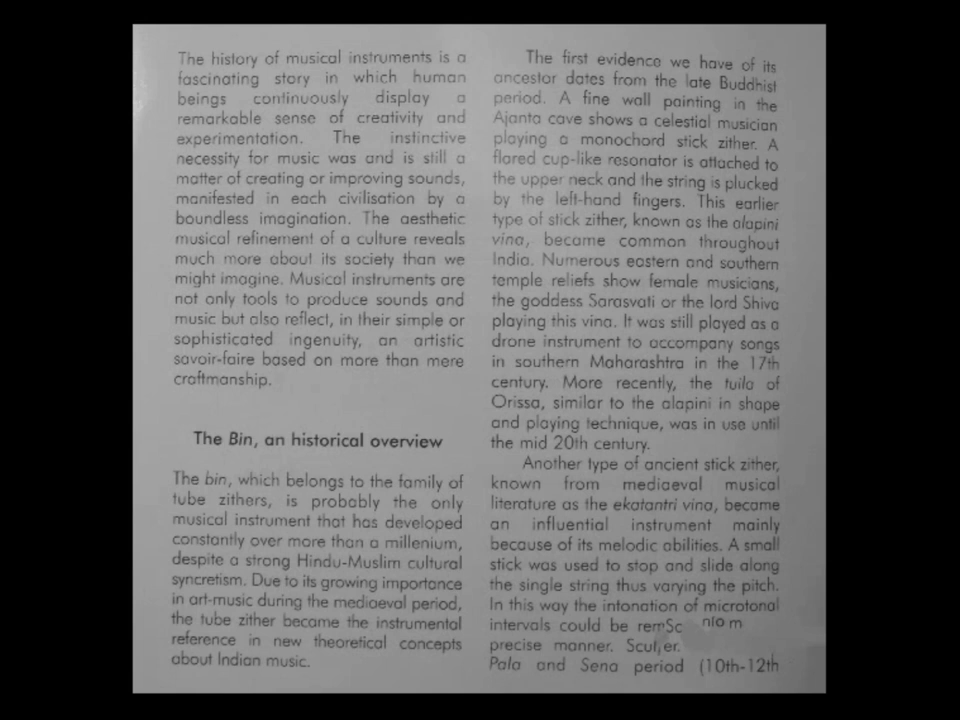 The history of musical instruments is a
fascinating story in which human
beings continuously display a
remarkable sense of creativity and
experimentation. The instinctive
necessity for music was and is still a
matter of creating or improving sounds,
manifested in each civilisation by a
boundless imagination. The aesthetic
musical refinement of a culture reveals
much more about its society than we
might imagine. Musical instruments are
not only tools to produce sounds and
music but also reflect, in their simple or
sophisticated ingenuity, an artistic
savoir-faire based on more than mere
craftmanship.
The Bin, an historical overview
The bin, which belongs to the family of
tube zithers, is probably the only
musical instrument that has developed
constantly over more than a millenium,
despite a strong Hindu-Muslim cultural
syncretism. Due to its growing importance
in art-music during the mediaeval period,
the tube zither became the instrumental
reference in new theoretical concepts
about Indian music.
The first evidence we have of its
ancestor dates from the late Buddhist
period. A fine wall painting in the
Ajanta cave shows a celestial musician
playing a monochord stick zither. A
flared cup-like resonator is attached to
the upper neck and the string is plucked
by the left-hand fingers. This earlier
type of stick zither, known as the alapini
vina, became common throughout
India. Numerous eastern and southern
temple reliefs show female musicians,
the goddess Sarasvati or the lord Shiva
playing this vina. It was still played as a
drone instrument to accompany songs
in southern Maharashtra in the 17th
century. More recently, the tuila of
Orissa, similar to the alapini in shape
and playing technique, was in use until
the mid 20th century.
Another type of ancient stick zither,
known from mediaeval musical
literature as the ekatantri vina, became
an influential instrument mainly
because of its melodic abilities. A small
stick was used to stop and slide along
the single string thus varying the pitch.
In this way the intonation of microtonal
intervals could be
precise manner.
Pala and Sena period (10th-12th